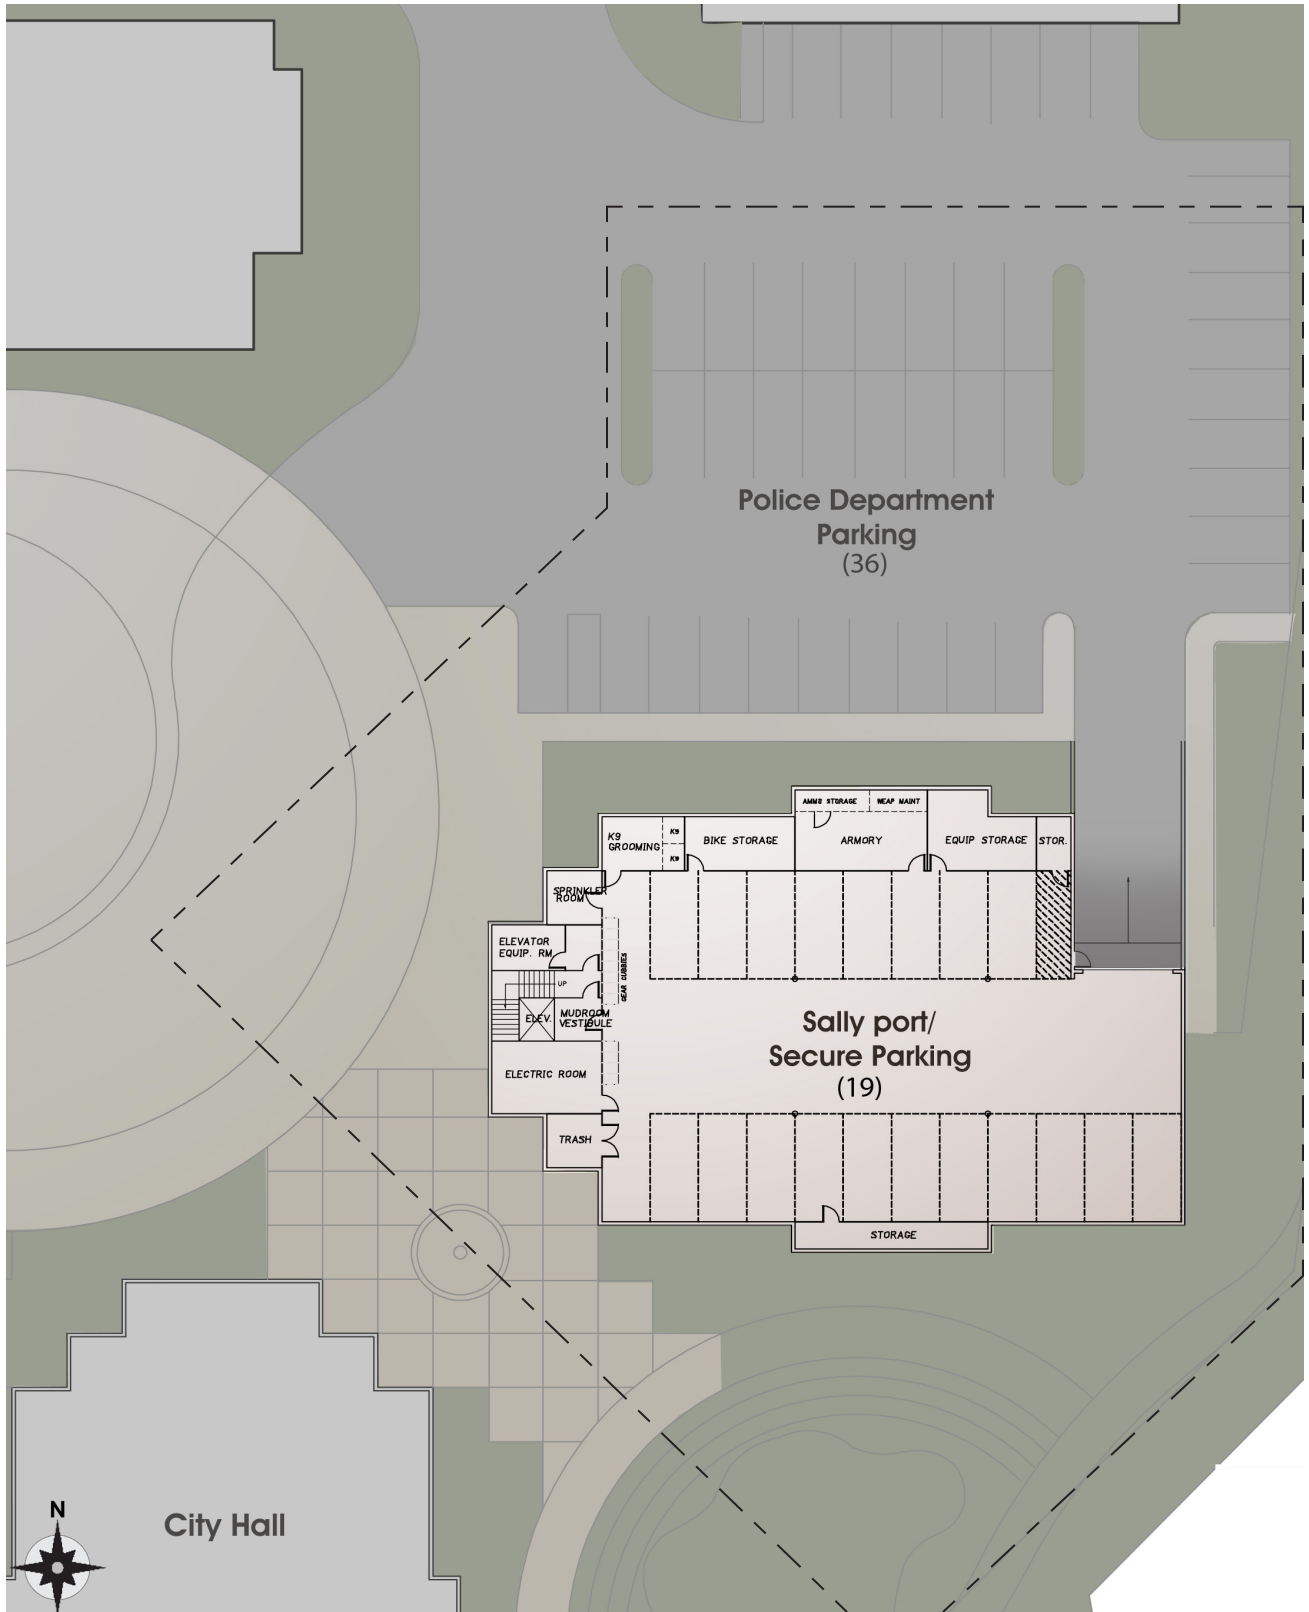 Police Department
Parking
(36)
AMMO STORAGE
WEAP MAINT
K9
GROOMING
K9
K9
BIKE STORAGE
ARMORY
EQUIP STORAGE
STOR.
SPRINKLER
ROOM
ELEVATOR
EQUIP. RM
GEAR CUBBIES
UP
ELEV.
MUDROOM
VESTIBULE
Sally port/
Secure Parking
(19)
ELECTRIC ROOM
TRASH
STORAGE
N
City Hall